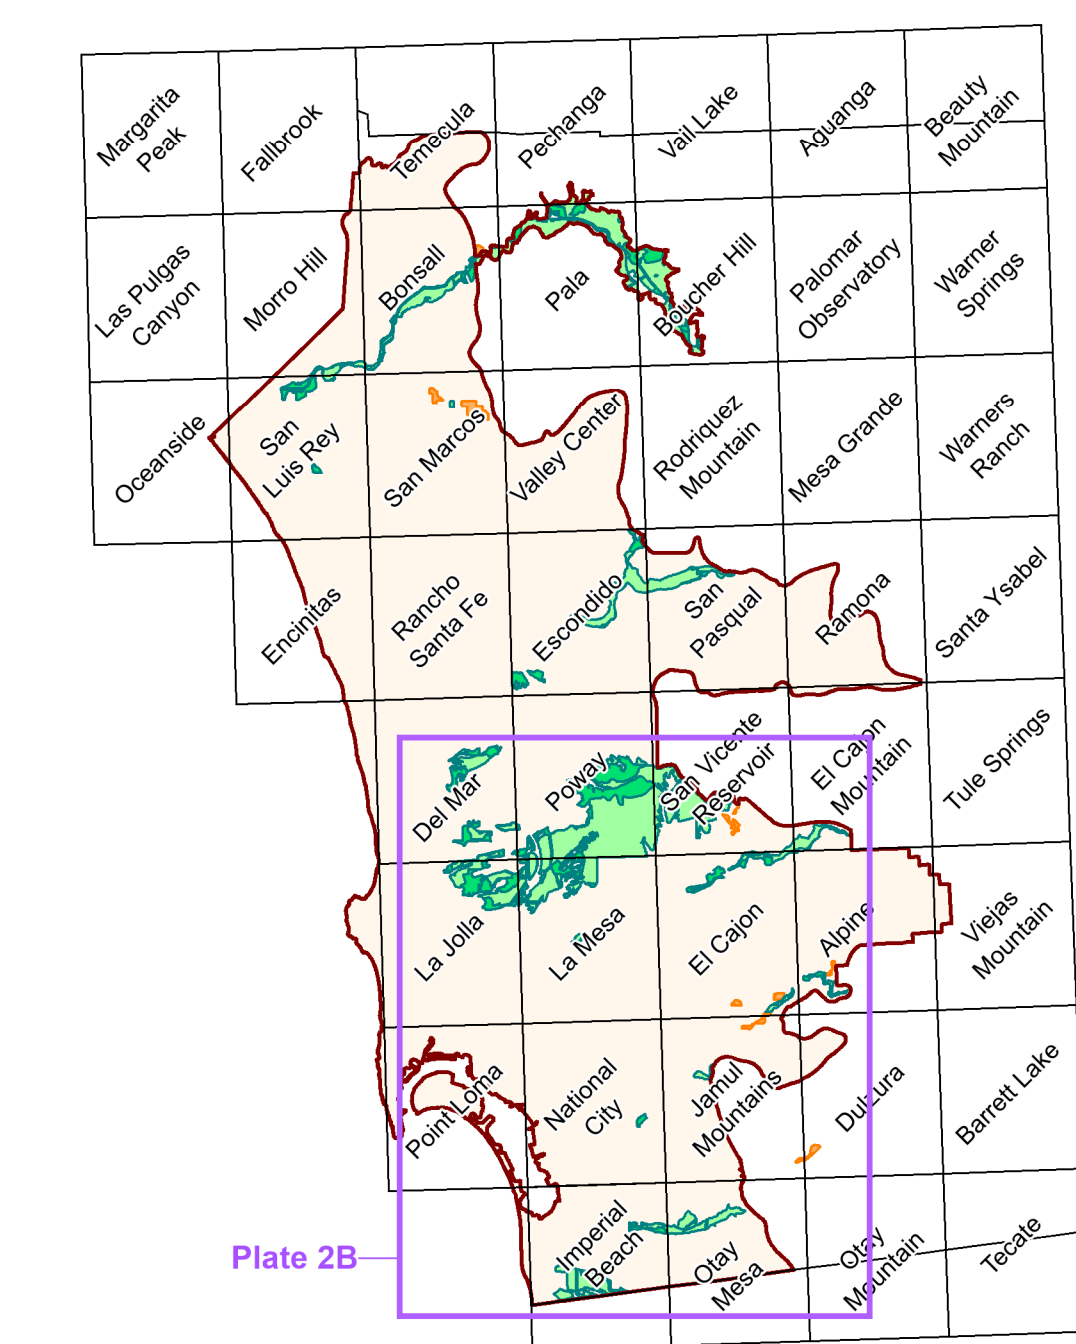 Margarita
Peak
Fallbrook
Temecula
Pechanga
Vail Lake
Aguanga
Beauty
Mountain
Las Pulgas
Canyon
Morro Hill
Bonsall
Pala
Boucher Hill
Palomar
Observatory
Warner
Springs
Oceanside
San
Luis Rey
San Marcos
Valley Center
Rodriquez
Mountain
Mesa Grande
Warners
Ranch
Encinitas
Rancho
Santa Fe
Escondido
San
Pasqual
Ramona
Santa Ysabel
Del Mar
Poway
San Vicente
Reservoir
El Cajon
Mountain
Tule Springs
La Jolla
La Mesa
El Cajon
Alpine
Viejas
Mountain
Point Loma
National
City
Jamul
Mountains
Dulzura
Barrett Lake
Plate 2B
Imperial
Beach
Otay
Mesa
Otay
Mountain
Tecate